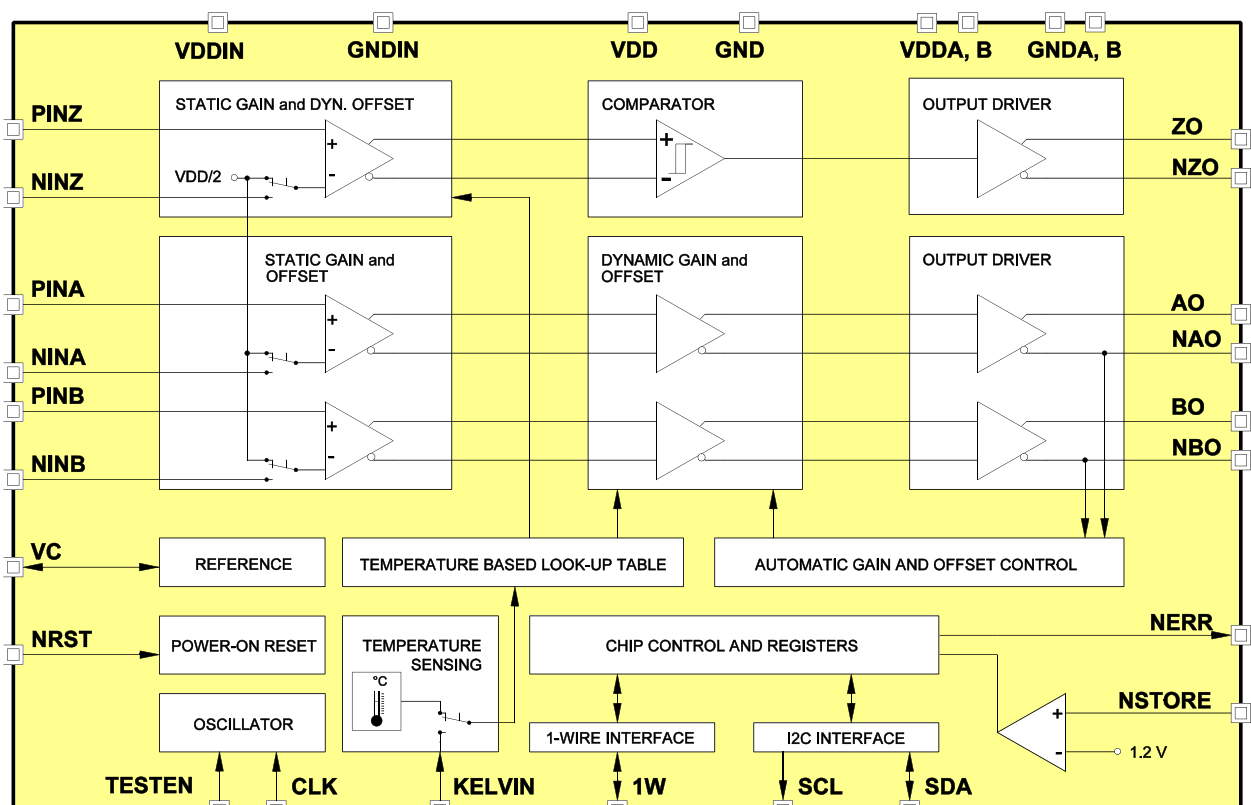 VDDIN GNDIN VDD GND VDDA, B GNDA, B
PINZ
STATIC GAIN and DYN. OFFSET
COMPARATOR
OUTPUT DRIVER
ZO
+
-
+
-
VDD/2
NINZ
NZO
STATIC GAIN and
OFFSET
DYNAMIC GAIN and
OFFSET
OUTPUT DRIVER
PINA
AO
+
-
NINA
NAO
PINB
BO
+
-
NINB
NBO
VC
REFERENCE
TEMPERATURE BASED LOOK-UP TABLE
AUTOMATIC GAIN AND OFFSET CONTROL
NRST
POWER-ON RESET
TEMPERATURE
SENSING
°C
CHIP CONTROL AND REGISTERS
NERR
OSCILLATOR
1-WIRE INTERFACE
I2C INTERFACE
NSTORE
+
-
1.2 V
TESTEN CLK KELVIN 1W SCL SDA